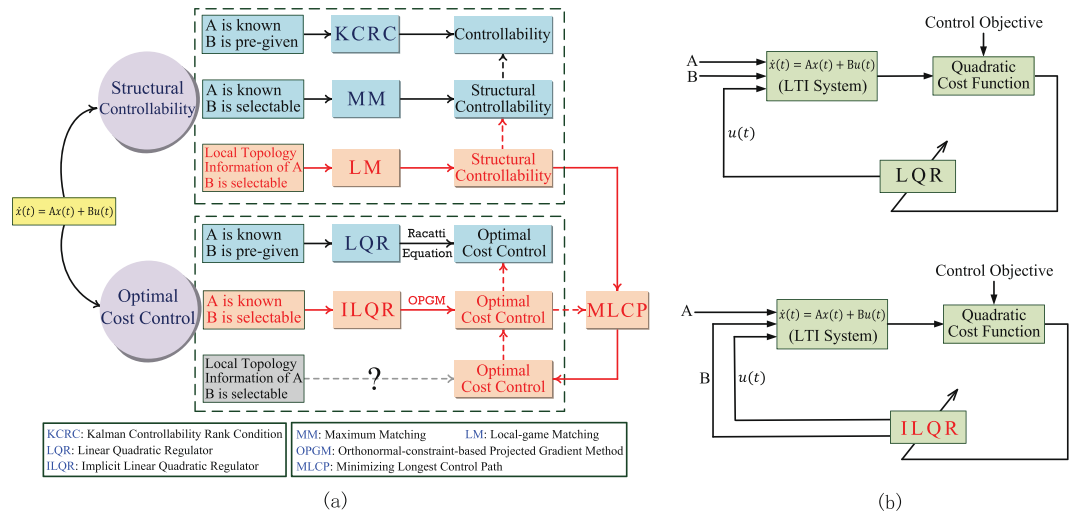 A is known
B is pre-given
KCRC
Controllability
Structural
Controllability
A is known
B is selectable
MM
Structural
Controllability
Local Topology
Information of A
B is selectable
LM
Structural
Controllability
ẋ(t) = Ax(t) + Bu(t)
A is known
B is pre-given
LQR
Racatti
Equation
Optimal
Cost Control
Optimal
Cost Control
A is known
B is selectable
ILQR
OPGM
Optimal
Cost Control
MLCP
Local Topology
Information of A
B is selectable
?
Optimal
Cost Control
KCRC: Kalman Controllability Rank Condition
LQR: Linear Quadratic Regulator
ILQR: Implicit Linear Quadratic Regulator
MM: Maximum Matching LM: Local-game Matching
OPGM: Orthonormal-constraint-based Projected Gradient Method
MLCP: Minimizing Longest Control Path
(a)
Control Objective
A
B
ẋ(t) = Ax(t) + Bu(t)
(LTI System)
Quadratic
Cost Function
u(t)
LQR
Control Objective
A
ẋ(t) = Ax(t) + Bu(t)
(LTI System)
Quadratic
Cost Function
B
u(t)
ILQR
(b)